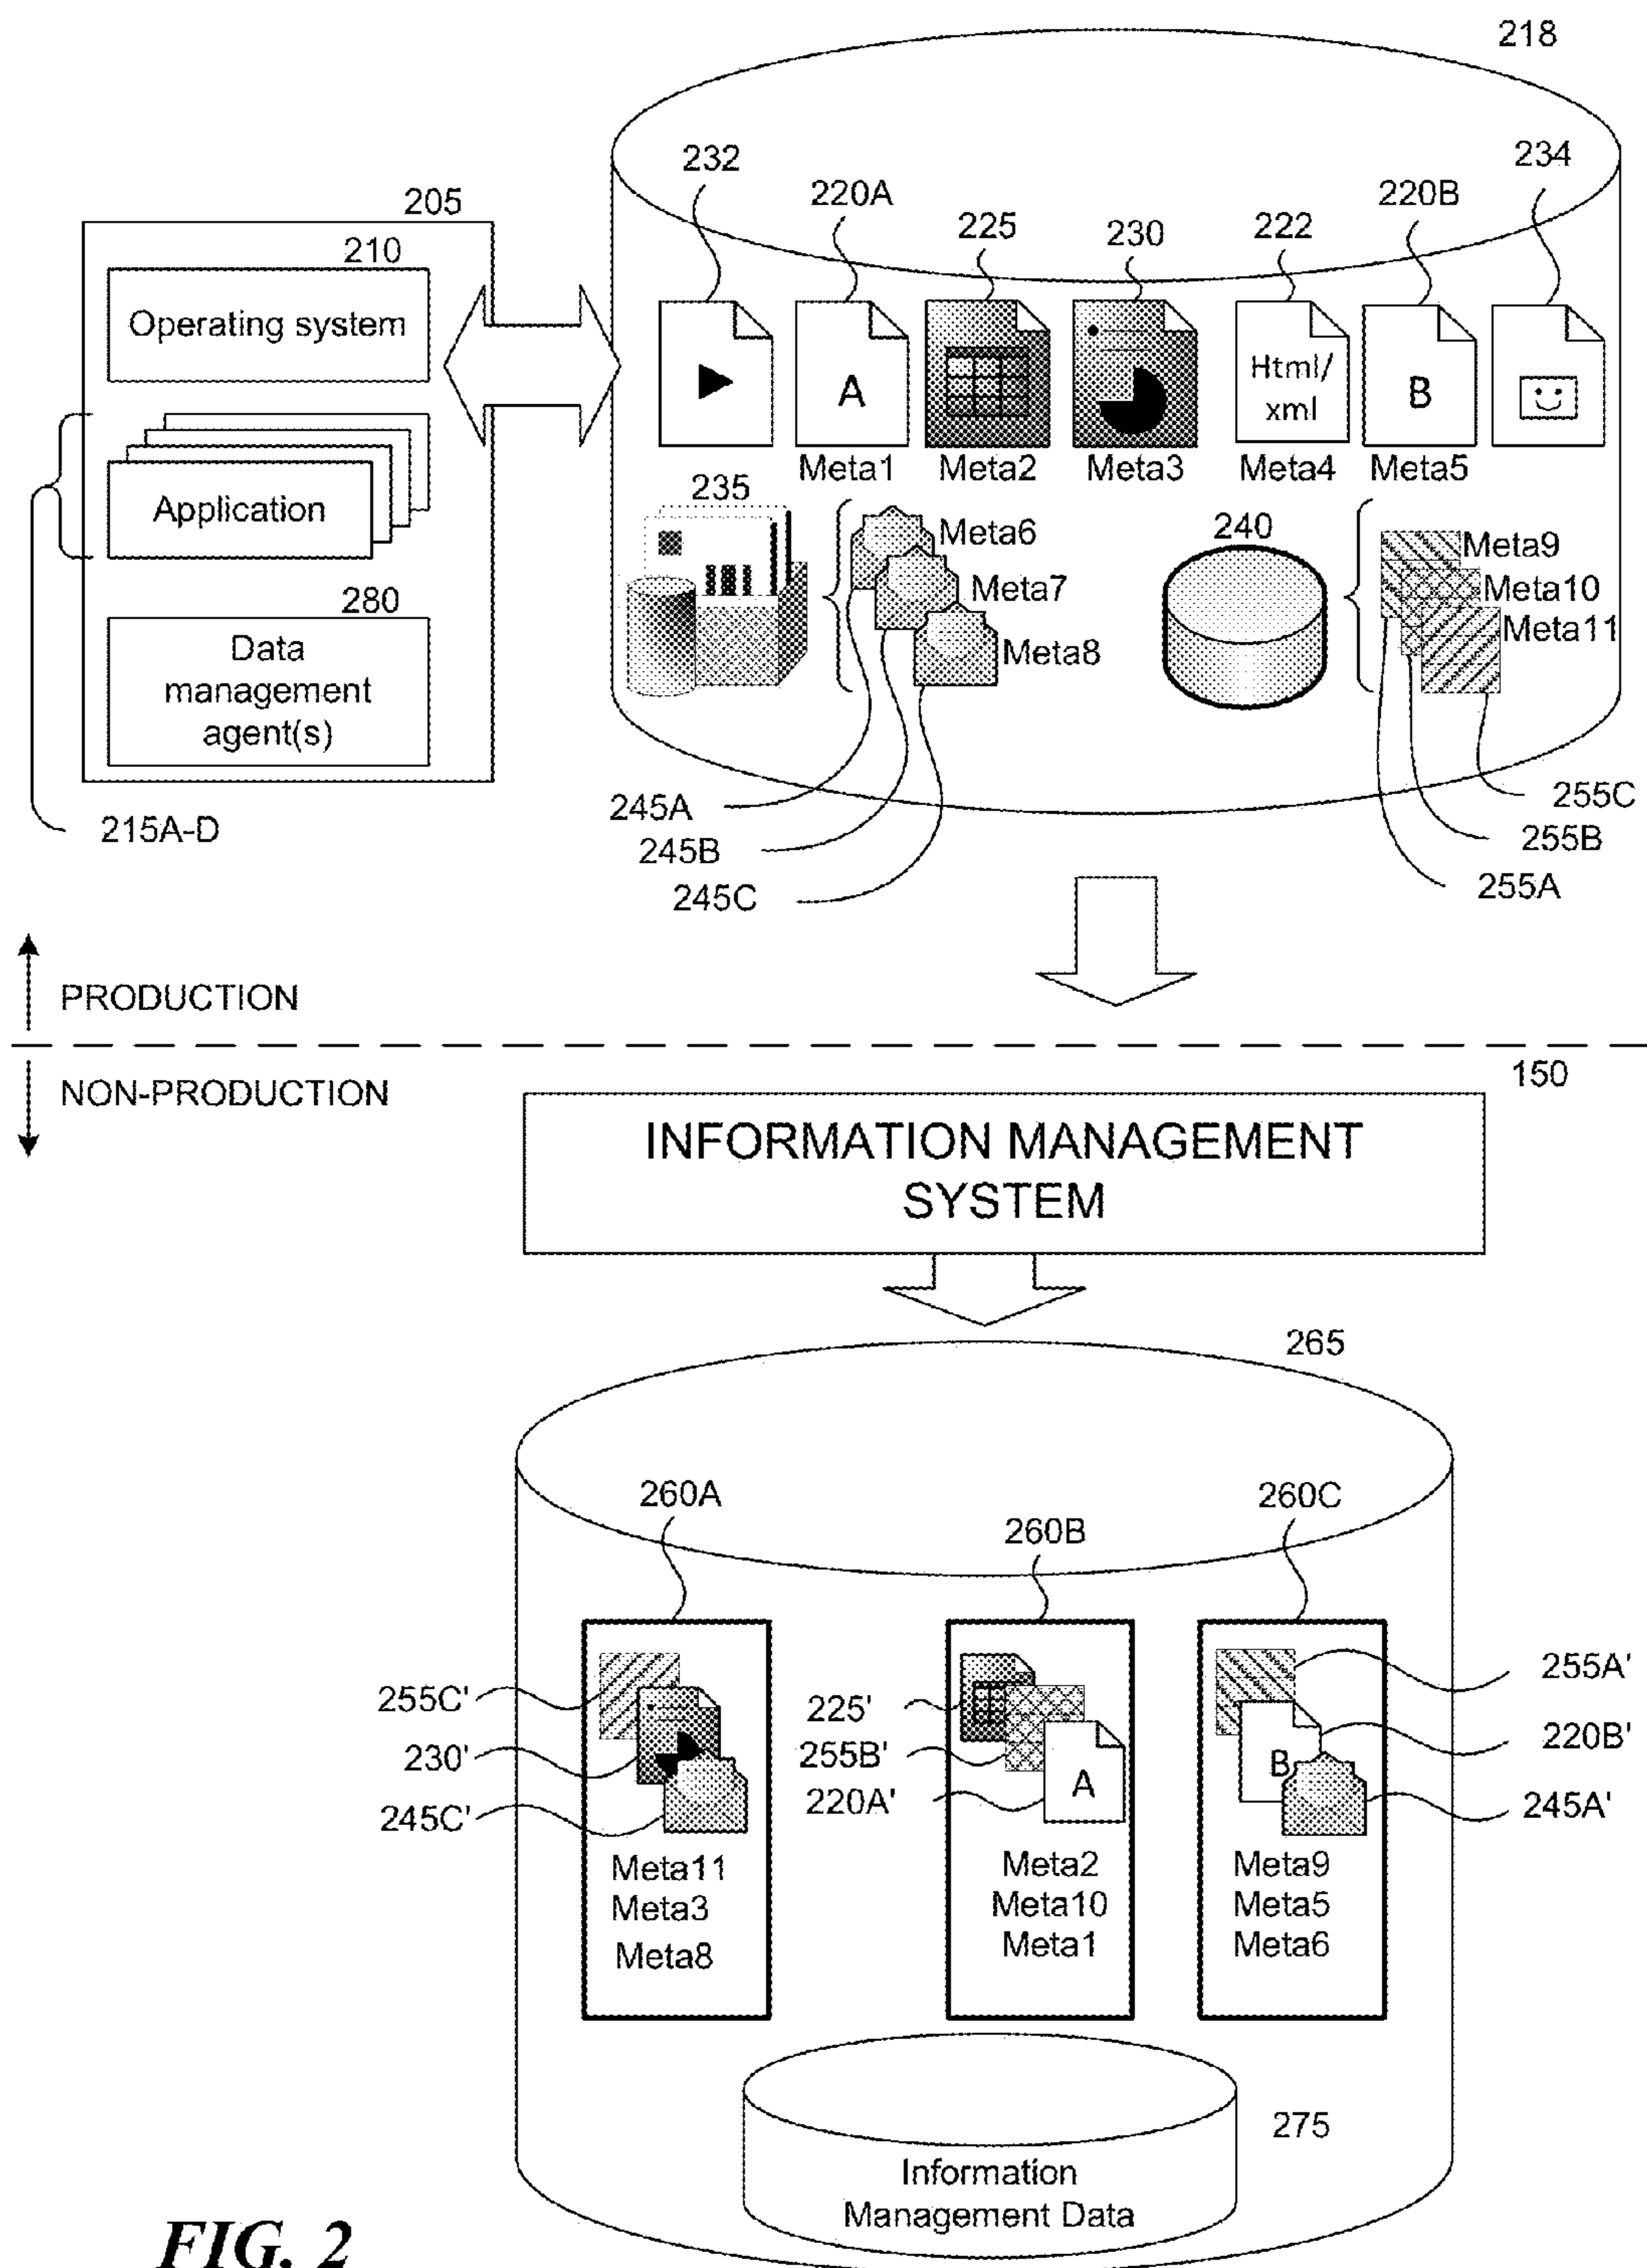 218
232
234
220A
220B
205
225
230
222
210
Operating system
Html/
xml
A
B
Meta1
Meta2
Meta3
Meta4
Meta5
235
Application
Meta6
240
Meta9
Meta7
Meta10
280
Meta11
Data
Meta8
management
agent(s)
245A
255C
215A-D
245B
255B
245C
255A
PRODUCTION
150
NON-PRODUCTION
INFORMATION MANAGEMENT
SYSTEM
265
260A
260C
260B
255C'
225'
255A'
230'
255B'
220B'
B
A
220A'
245C'
245A'
Meta11
Meta3
Meta8
Meta2
Meta10
Meta1
Meta9
Meta5
Meta6
275
Information
Management Data
FIG. 2